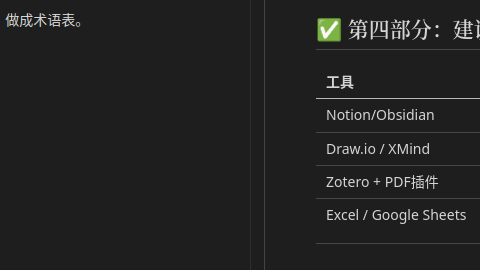 做成术语表。
✅ 第四部分：建
工具
Notion/Obsidian
Draw.io / XMind
Zotero + PDF插件
Excel / Google Sheets